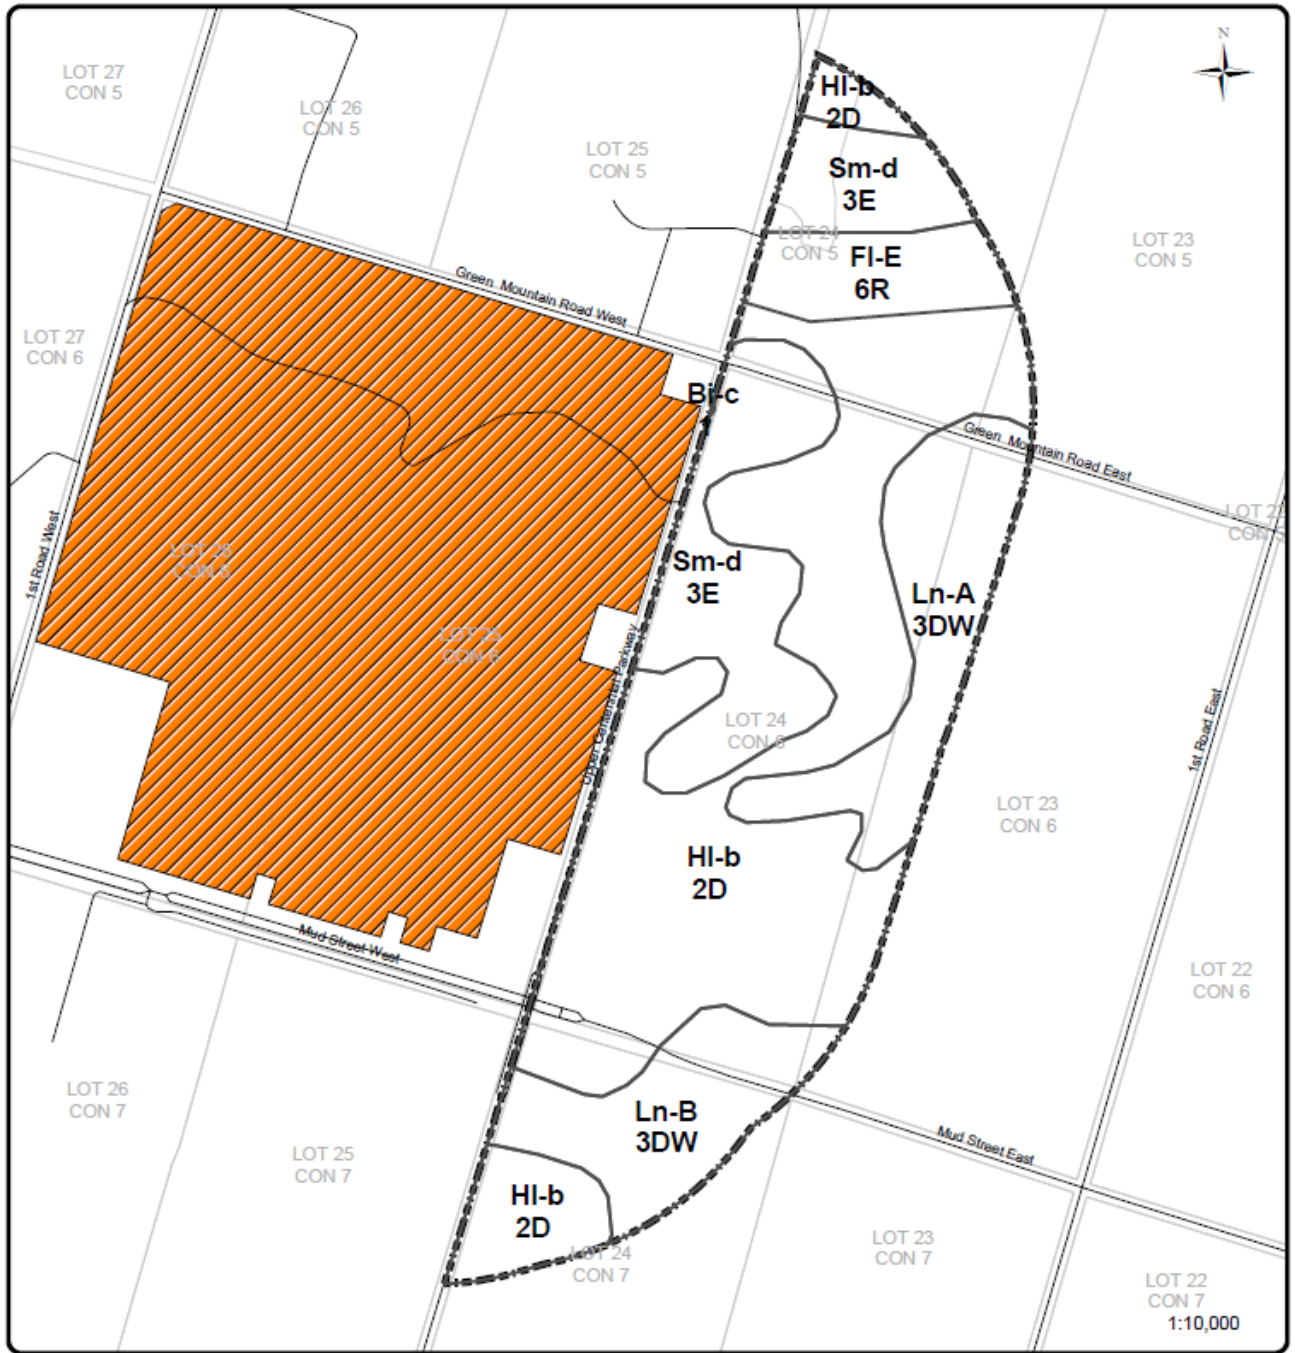 N
LOT 27
CON 5
LOT 26
CON 5
LOT 25
CON 5
HI-b
2D
Sm-d
3E
LOT 24
CON 5
FI-E
6R
LOT 23
CON 5
Green Mountain Road West
LOT 27
CON 6
Bj-c
1
Green Mountain Road East
CON 5
1st Road West
LOT 26
Sm-d
3E
Ln-A
3DW
LOT 25
CON 6
Upper Centennial Parkway
LOT 24
CON 6
1st Road East
LOT 23
CON 6
HI-b
2D
Mud Street West
LOT 22
CON 6
LOT 26
CON 7
Ln-B
3DW
Mud Street East
LOT 25
CON 7
HI-b
2D
LOT 24
CON 7
LOT 23
CON 7
LOT 22
CON 7
1:10,000